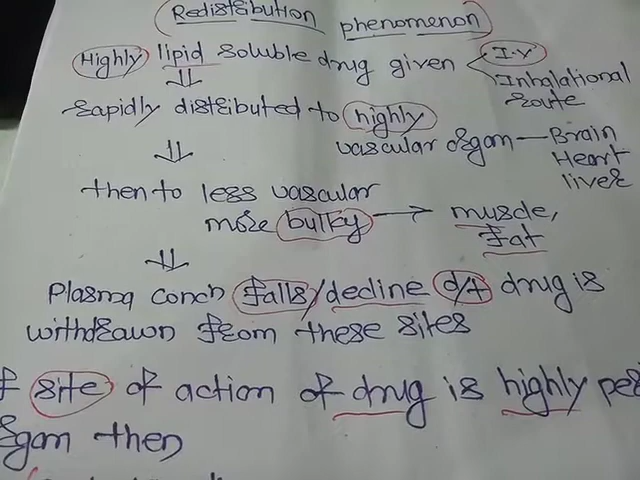 Redistribution phenomenon
Highly lipid soluble drug given < I.V
Inhalational
route
rapidly distributed to highly
vascular organ — Brain
Heart
liver
then to less vascular
more bulky → muscle,
fat
Plasma concn falls/decline d/t drug is
withdrawn from these sites
f site of action of drug is highly per
rgan then